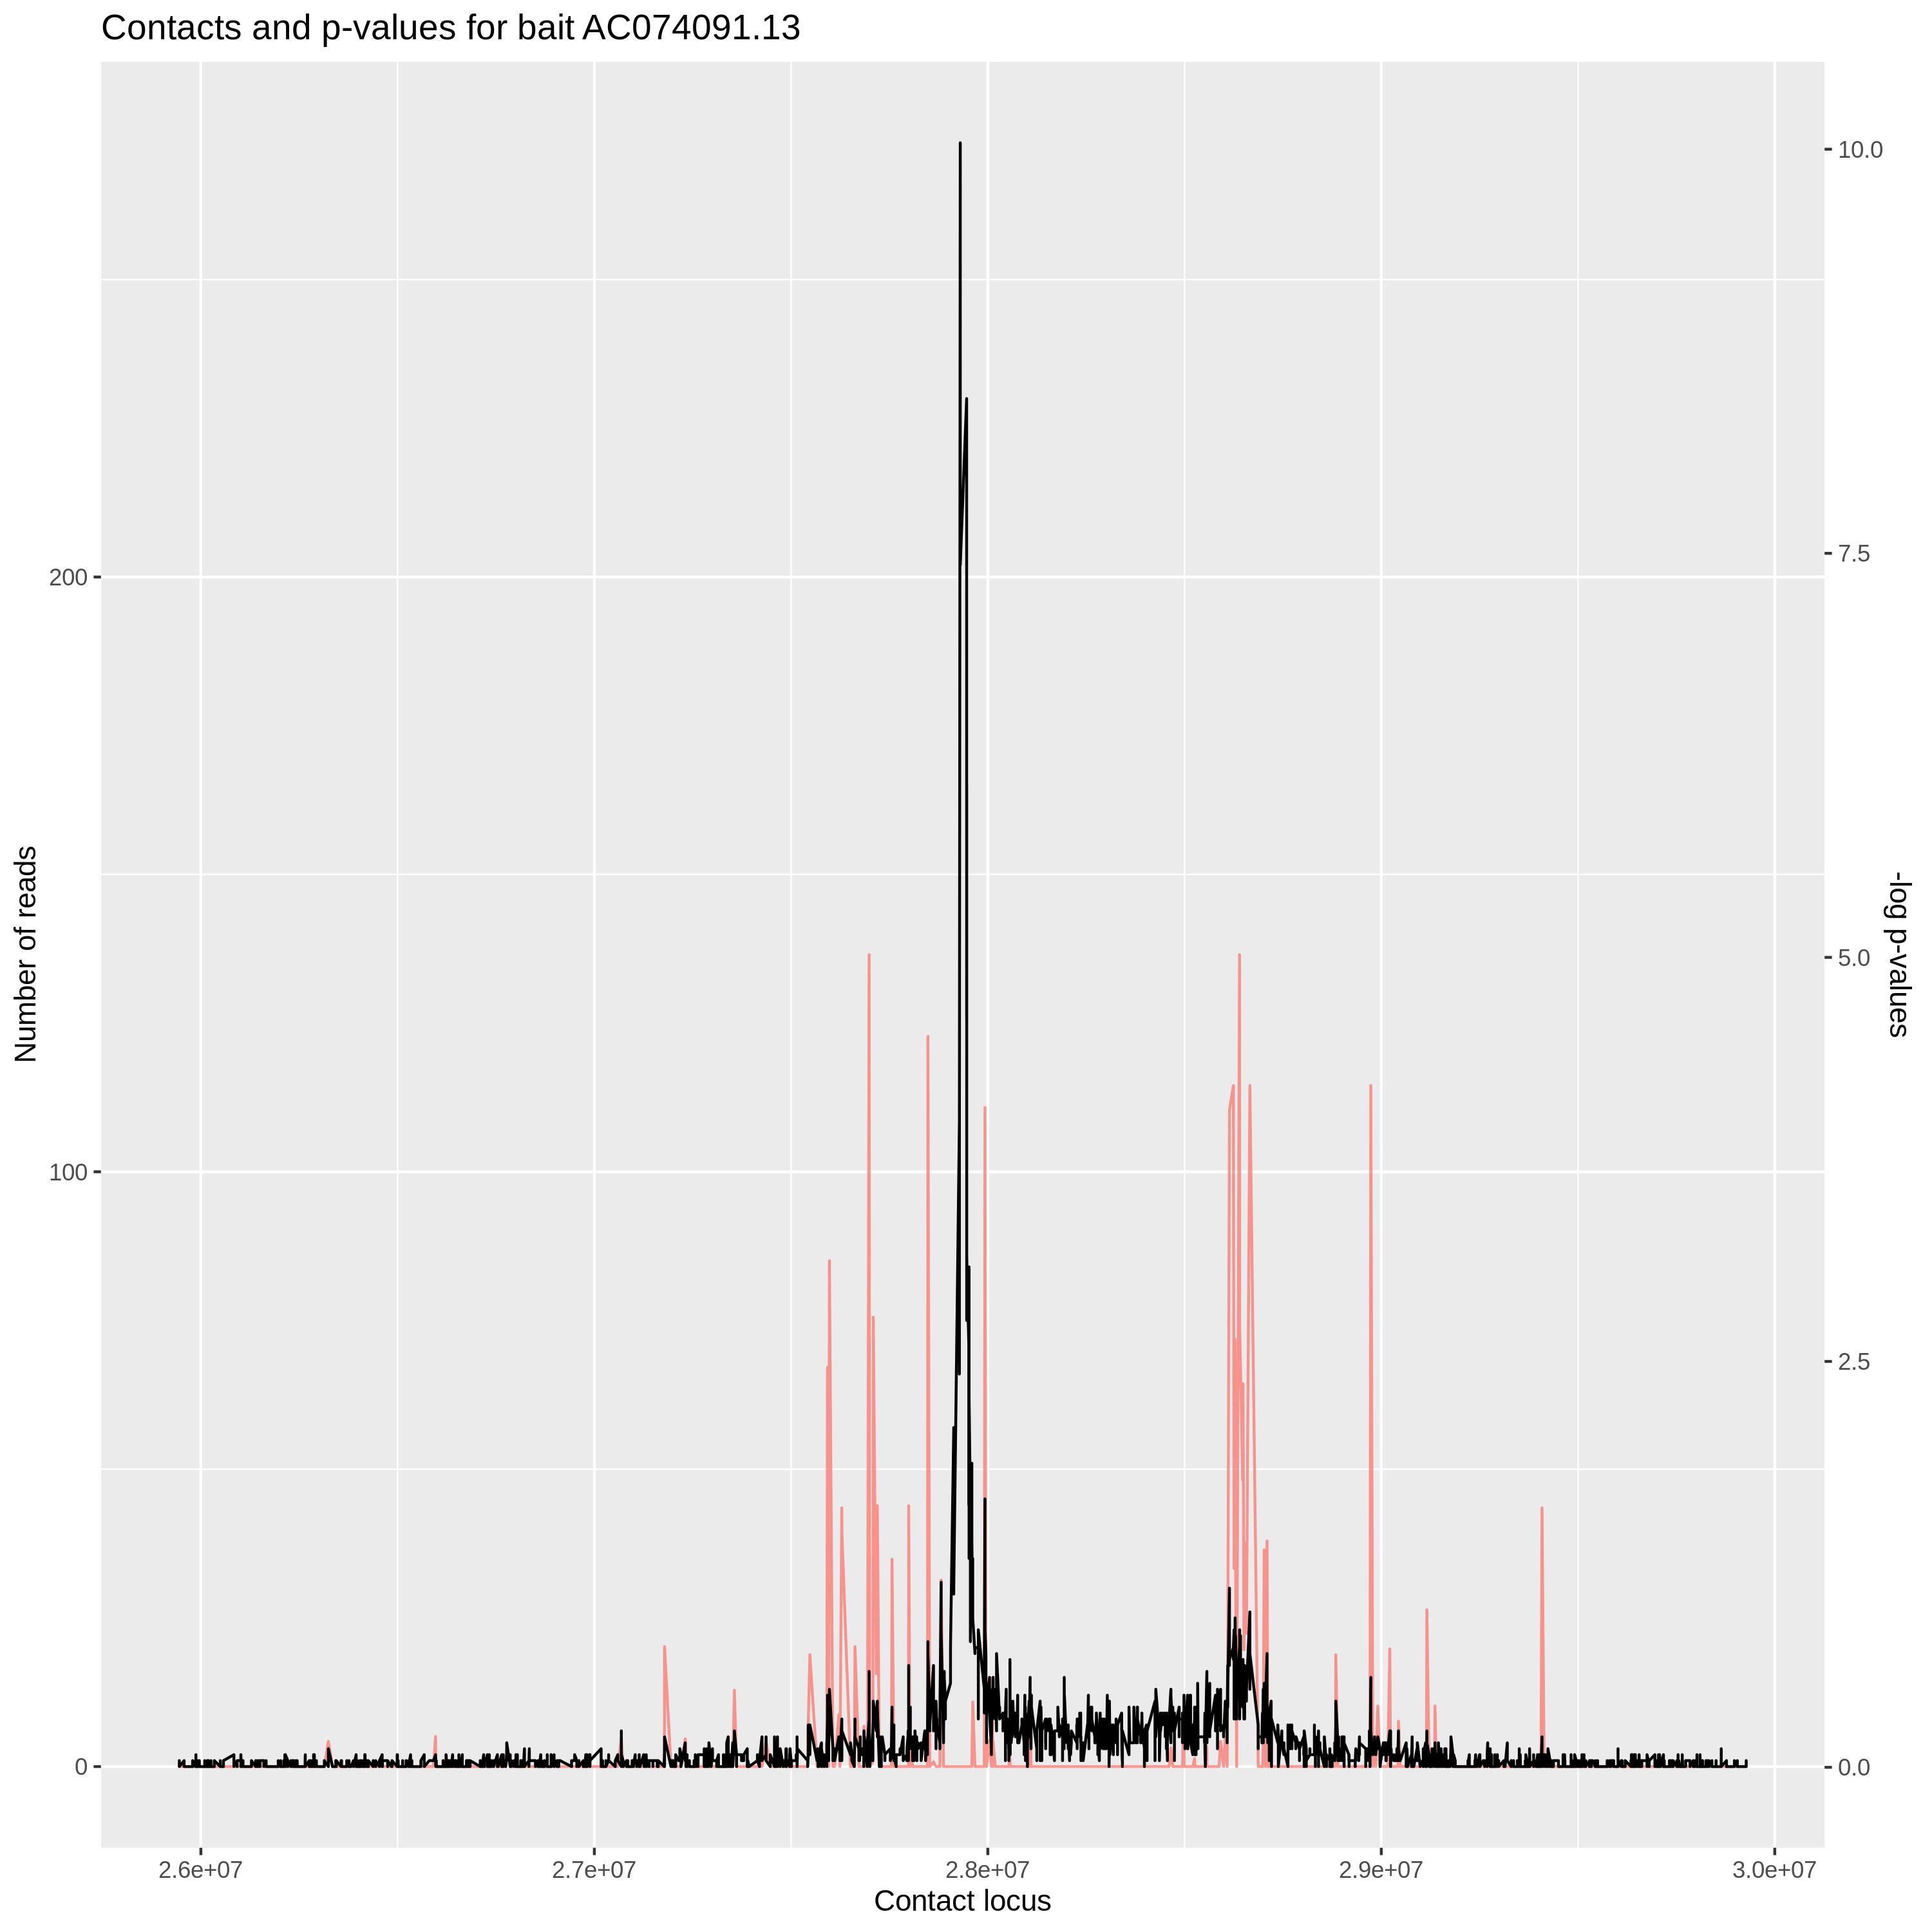 Contacts and p-values for bait AC074091.13
10.0
7.5
200
Number of reads
-log p-values
5.0
100
2.5
0
0.0
2.6e+07
2.7e+07
2.8e+07
2.9e+07
3.0e+07
Contact locus